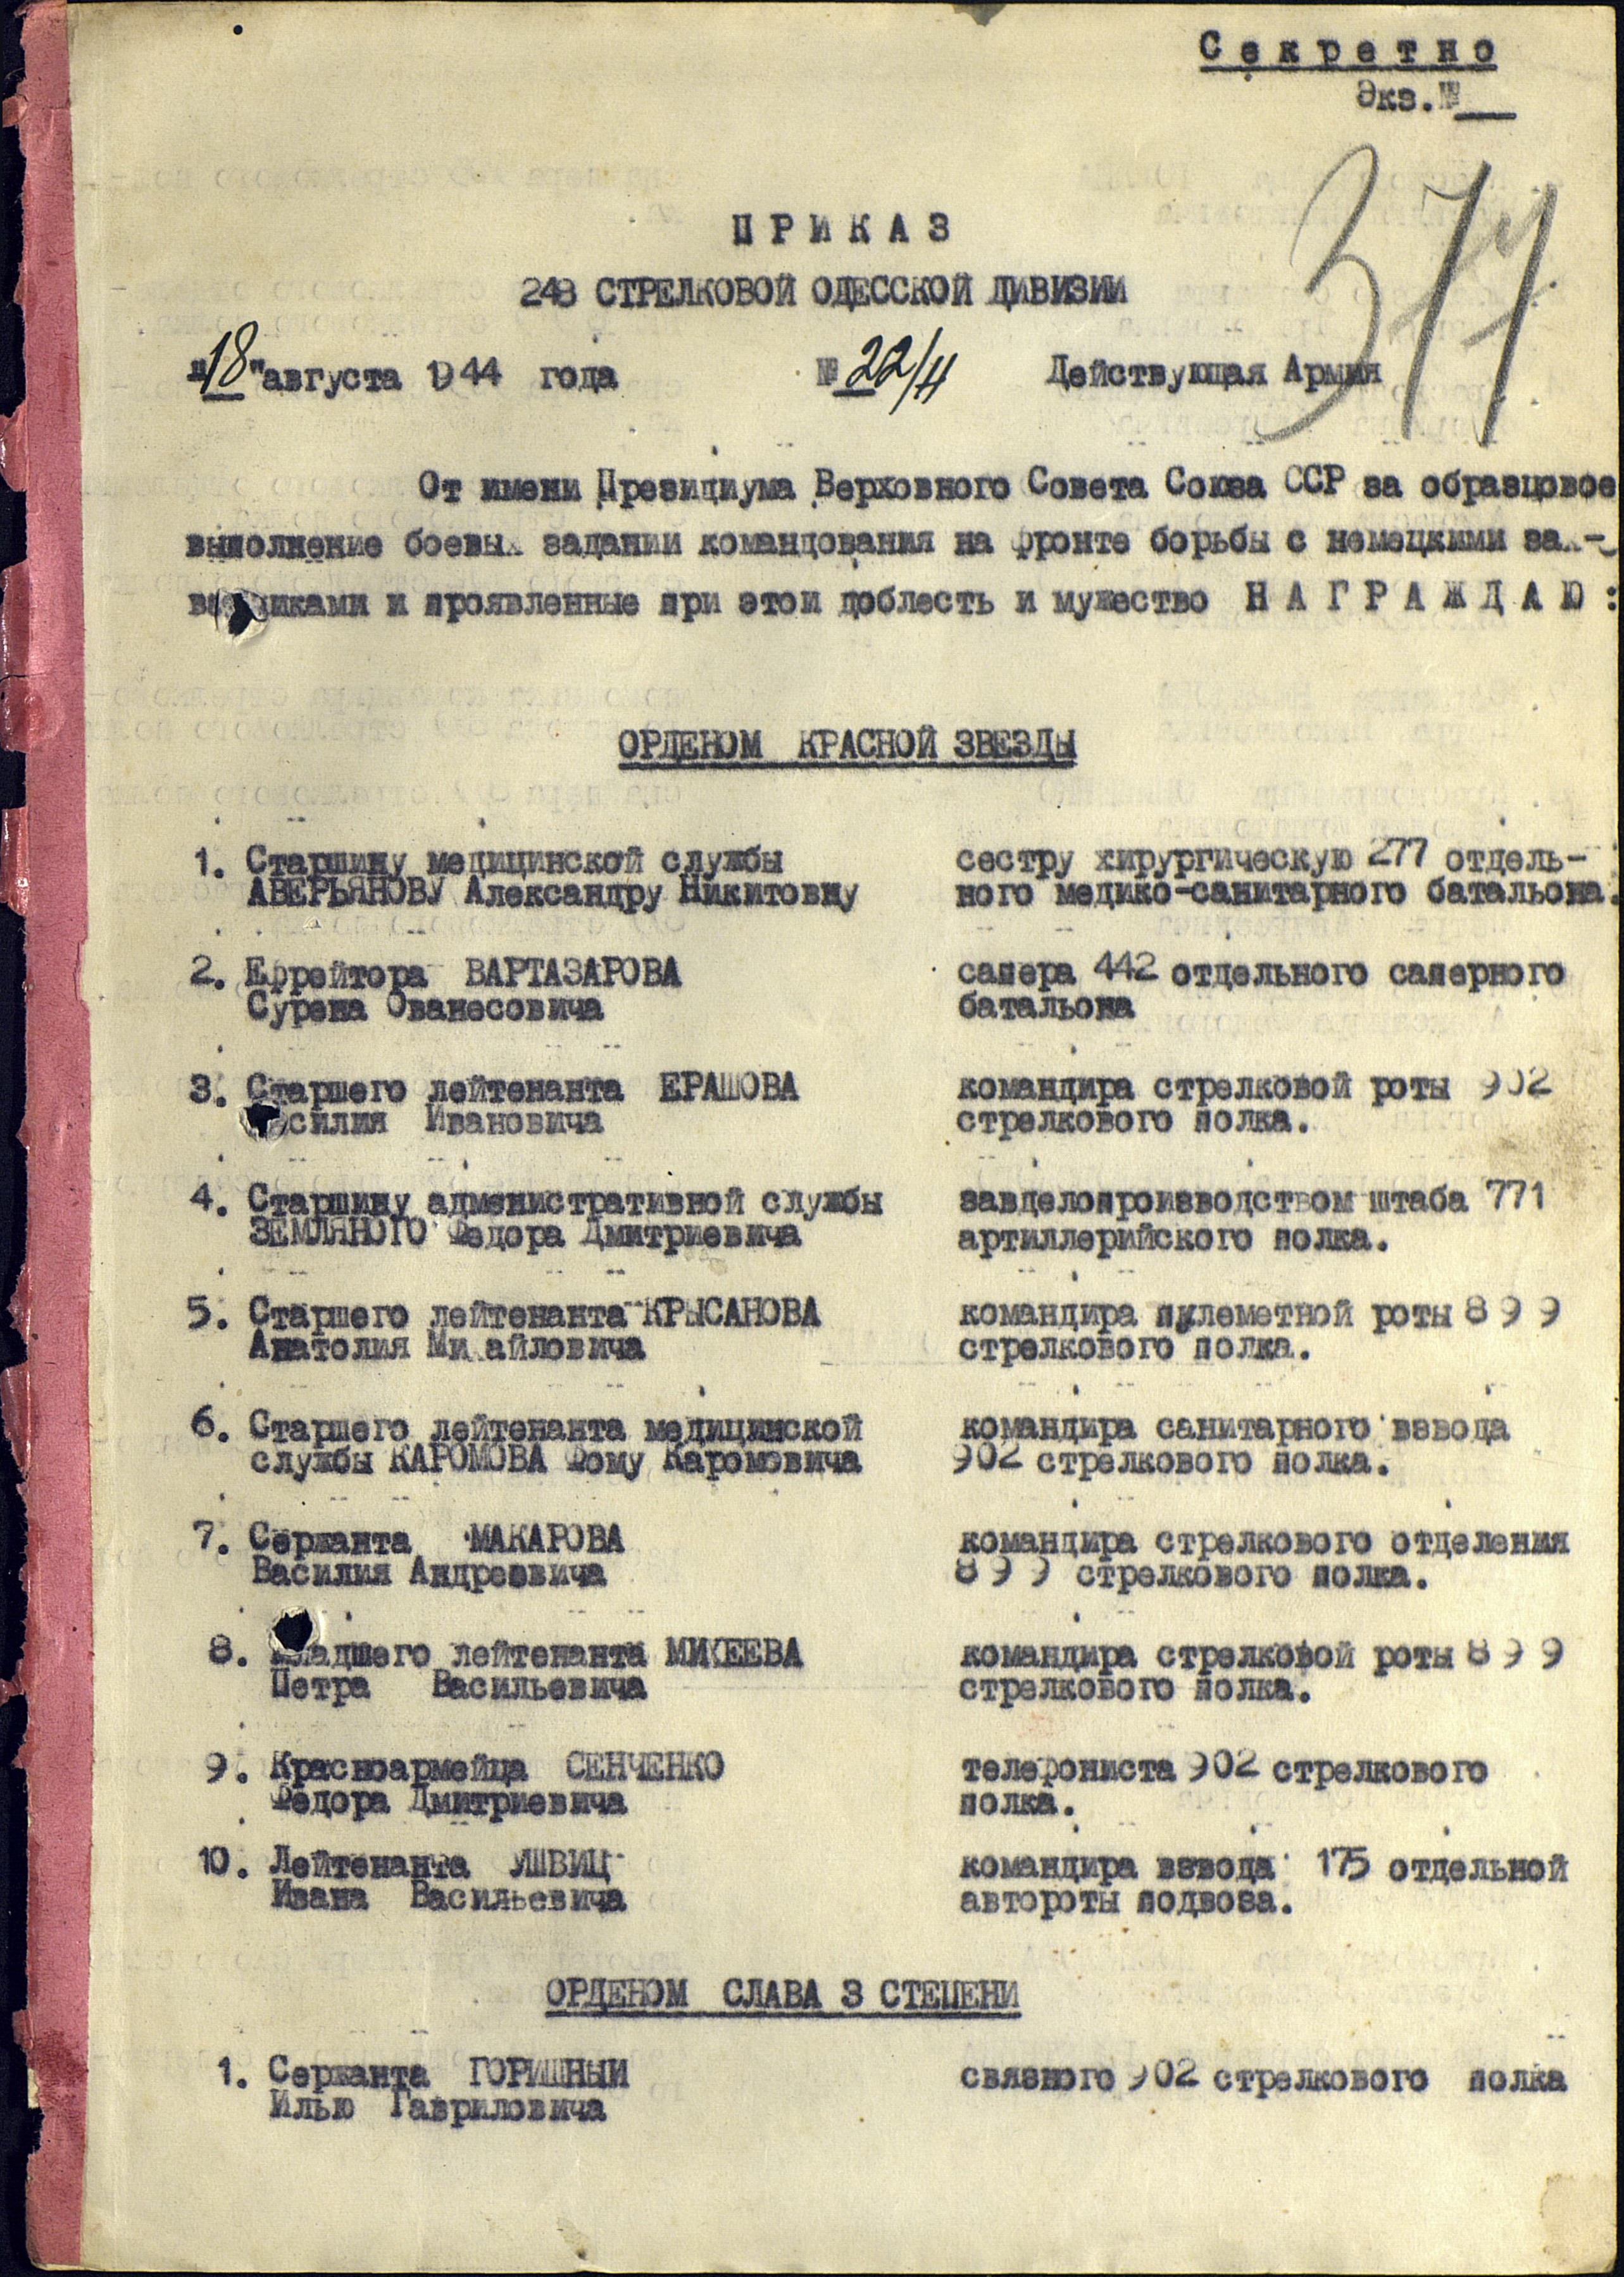 Секретно
Экз.№
377
ПРИКАЗ
248 СТРЕЛКОВОЙ ОДЕССКОЙ ДИВИЗИИ
"18" августа 1944 года № 22/н Действующая Армия
От имени Президиума Верховного Совета Союза ССР за образцовое
выполнение боевых задании командования на фронте борьбы с немецкими зах-
ватчиками и проявленные при этои доблесть и мужество НАГРАЖДАЮ:
ОРДЕНОМ КРАСНОЙ ЗВЕЗДЫ
1. Старшину медицинской службы сестру хирургическую 277 отдель-
АВЕРЬЯНОВУ Александру Никитовну ного медико-санитарного батальона.
2. Ефрейтора ВАРТАЗАРОВА сапера 442 отдельного саперного
Сурена Ованесовича батальона
3. Старшего лейтенанта ЕРАШОВА командира стрелковой роты 902
Василия Ивановича стрелкового полка.
4. Старшину административной службы завделопроизводством штаба 771
ЗЕМЛЯНОГО Федора Дмитриевича артиллерийского полка.
5. Старшего лейтенанта КРЫСАНОВА командира пулеметной роты 899
Анатолия Михайловича стрелкового полка.
6. Старшего лейтенанта медицинской командира санитарного взвода
службы КАРОМОВА Фому Каромовича 902 стрелкового полка.
7. Сержанта МАКАРОВА командира стрелкового отделения
Василия Андреевича 899 стрелкового полка.
8. Младшего лейтенанта МИХЕЕВА командира стрелковой роты 899
Петра Васильевича стрелкового полка.
9. Красноармейца СЕНЧЕНКО телефониста 902 стрелкового
Федора Дмитриевича полка.
10. Лейтенанта УШВИЦ командира взвода 175 отдельной
Ивана Васильевича автороты подвоза.
ОРДЕНОМ СЛАВА 3 СТЕПЕНИ
1. Сержанта ГОРИШНЫИ связного 902 стрелкового полка
Илью Гавриловича